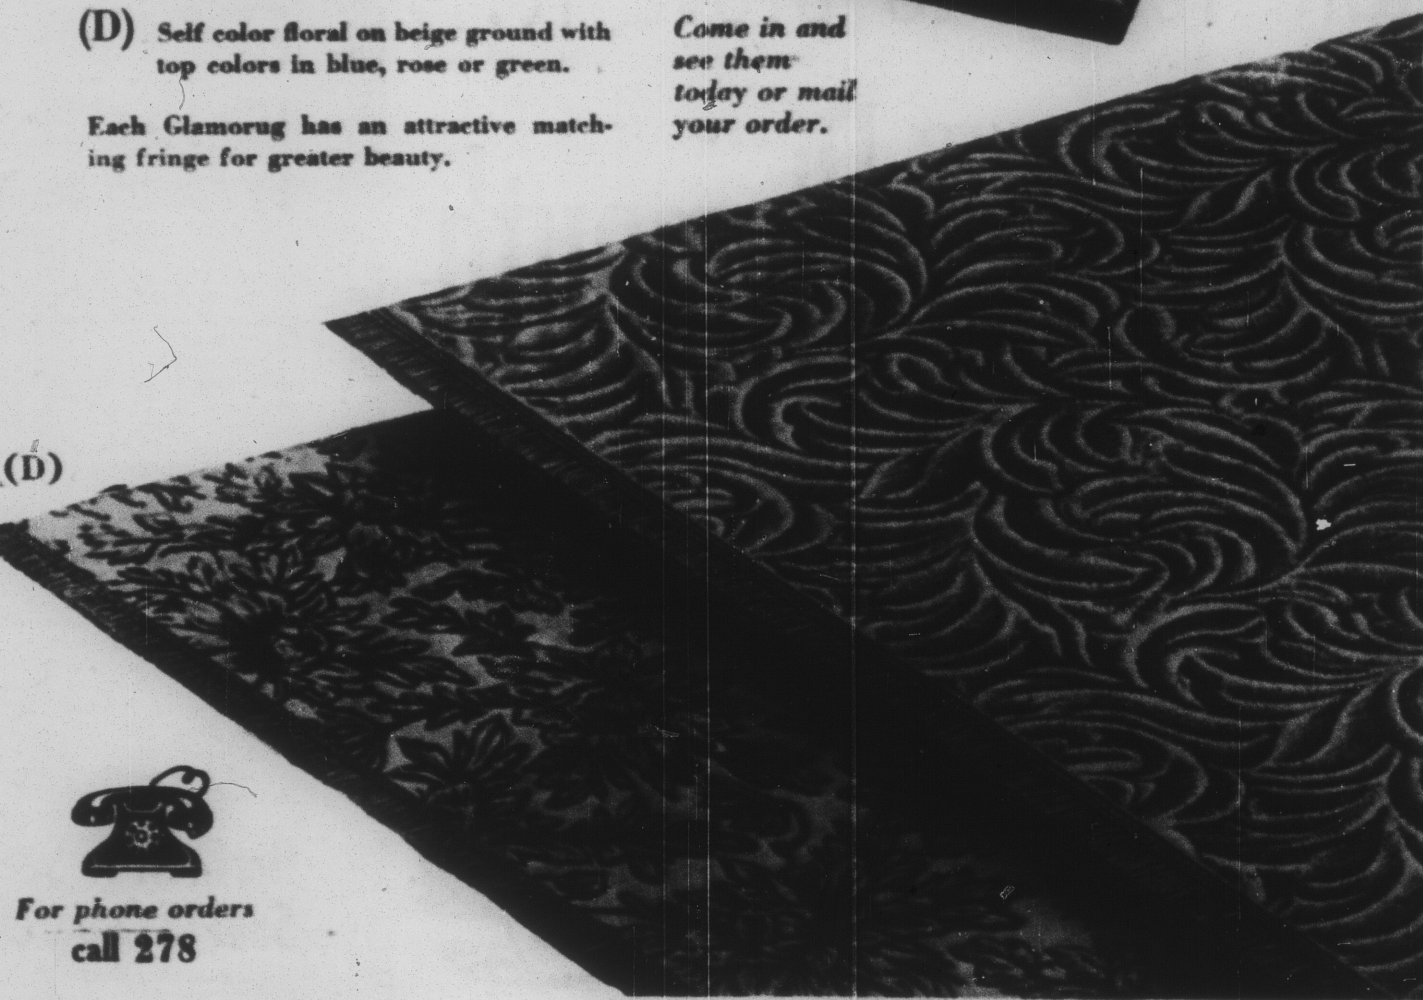 (D) Self color floral on beige ground with
top colors in blue, rose or green.
Each Glamorug has an attractive match-
ing fringe for greater beauty.
Come in and
see them
today or mail
your order.
(D)
For phone orders
call 278